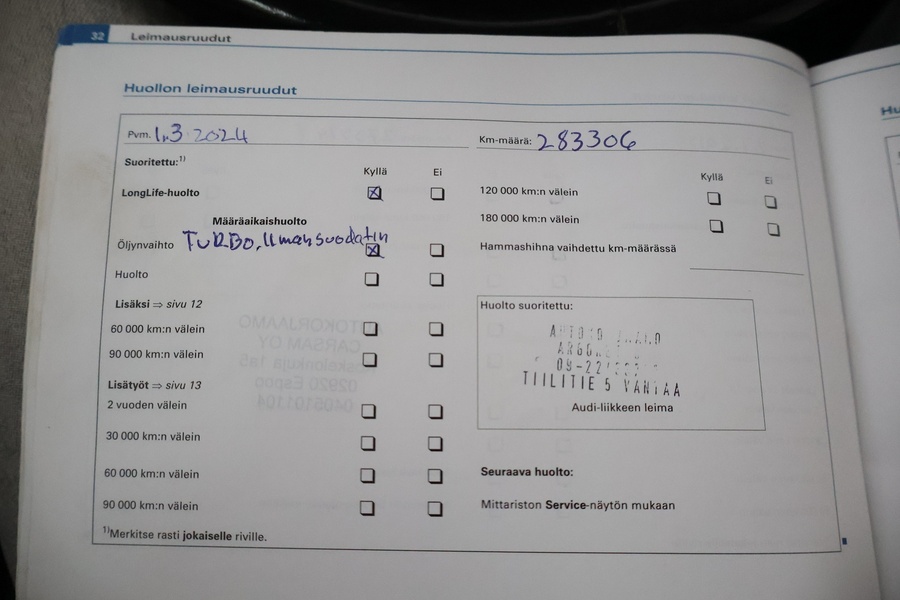 32 Leimausruudut
Huollon leimausruudut
Pvm. 1.3 2024
Km-määrä: 283306
Suoritettu:1)
Kyllä Ei
LongLife-huolto
Määräaikaishuolto
TURBO, Ilmansuodatin
Öljynvaihto
Huolto
Lisäksi ⇒ sivu 12
60 000 km:n välein
90 000 km:n välein
Lisätyöt ⇒ sivu 13
2 vuoden välein
30 000 km:n välein
60 000 km:n välein
90 000 km:n välein
1)Merkitse rasti jokaiselle riville.
Kyllä Ei
120 000 km:n välein
180 000 km:n välein
Hammashihna vaihdettu km-määrässä
Huolto suoritettu:
TIILITIE 5 VANTAA
Audi-liikkeen leima
Seuraava huolto:
Mittariston Service-näytön mukaan
Hu